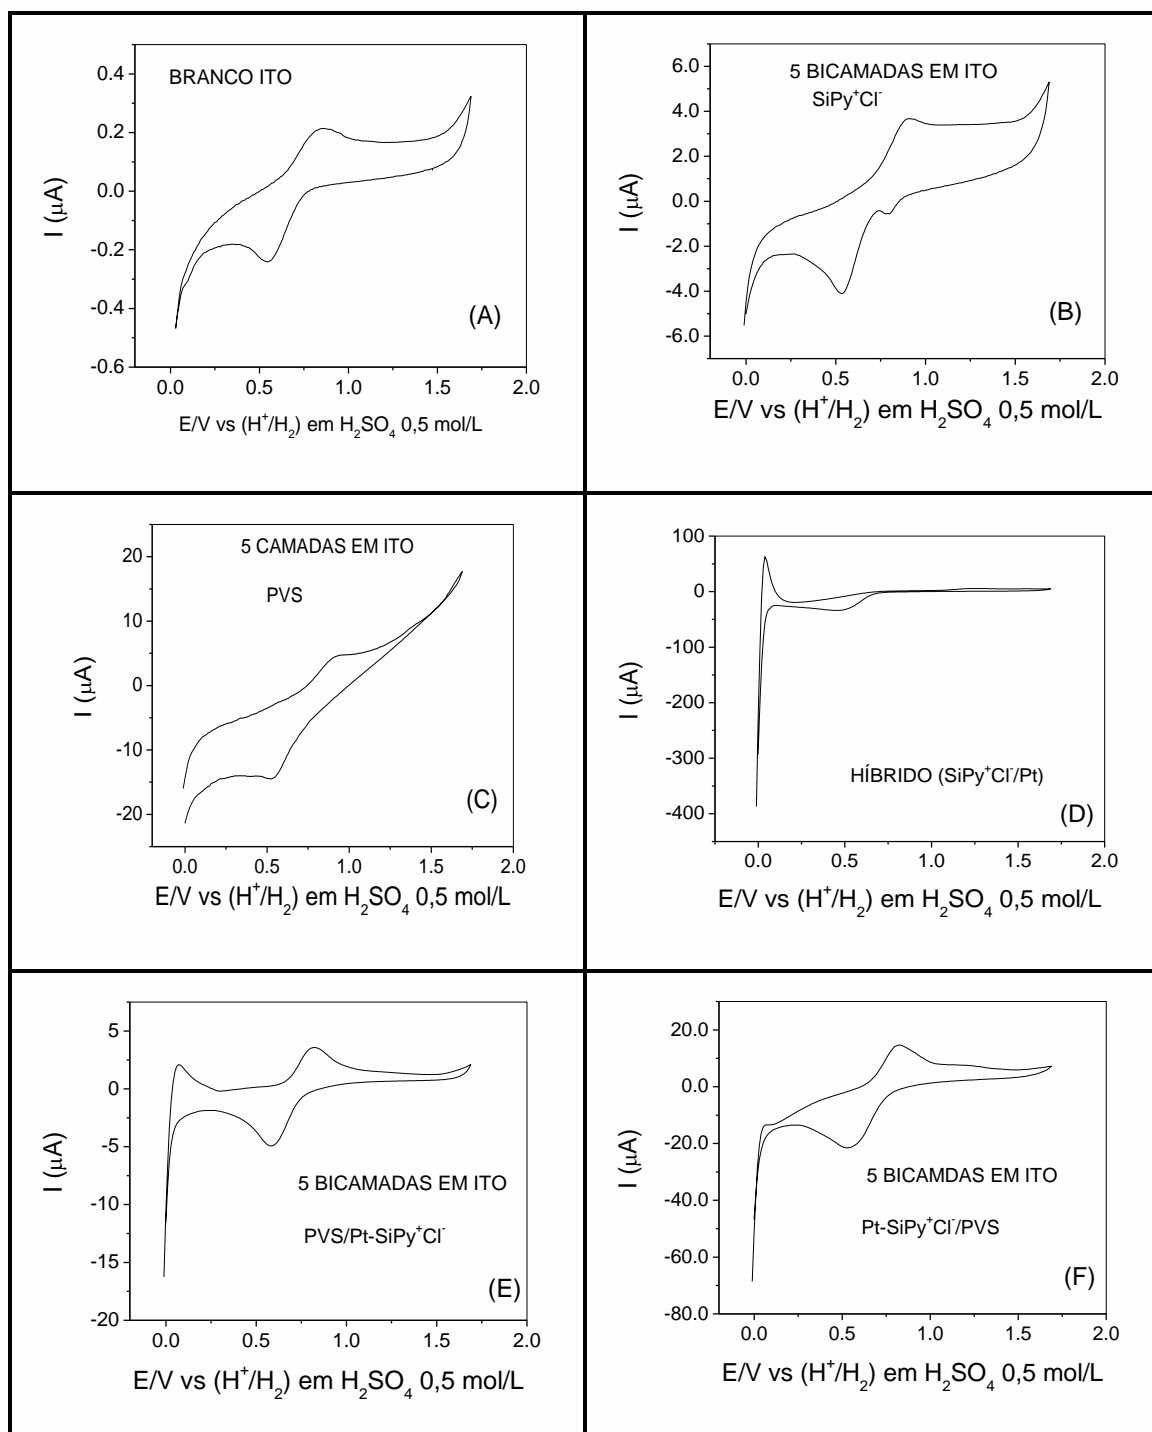 0.4
0.2
0.0
-0.2
-0.4
-0.6
0.0
0.5
1.0
1.5
2.0
I (μA)
BRANCO ITO
(A)
E/V vs (H⁺/H₂) em H₂SO₄ 0,5 mol/L
6.0
4.0
2.0
0.0
-2.0
-4.0
-6.0
0.0
0.5
1.0
1.5
2.0
I (μA)
5 BICAMADAS EM ITO
SiPy⁺Cl⁻
(B)
E/V vs (H⁺/H₂) em H₂SO₄ 0,5 mol/L
20
10
0
-10
-20
0.0
0.5
1.0
1.5
2.0
I (μA)
5 CAMADAS EM ITO
PVS
(C)
E/V vs (H⁺/H₂) em H₂SO₄ 0,5 mol/L
100
0
-100
-200
-300
-400
0.0
0.5
1.0
1.5
2.0
I (μA)
HÍBRIDO (SiPy⁺Cl⁻/Pt)
(D)
E/V vs (H⁺/H₂) em H₂SO₄ 0,5 mol/L
5
0
-5
-10
-15
-20
0.0
0.5
1.0
1.5
2.0
I (μA)
5 BICAMADAS EM ITO
PVS/Pt-SiPy⁺Cl⁻
(E)
E/V vs (H⁺/H₂) em H₂SO₄ 0,5 mol/L
20.0
0.0
-20.0
-40.0
-60.0
-80.0
0.0
0.5
1.0
1.5
2.0
I (μA)
5 BICAMDAS EM ITO
Pt-SiPy⁺Cl⁻/PVS
(F)
E/V vs (H⁺/H₂) em H₂SO₄ 0,5 mol/L